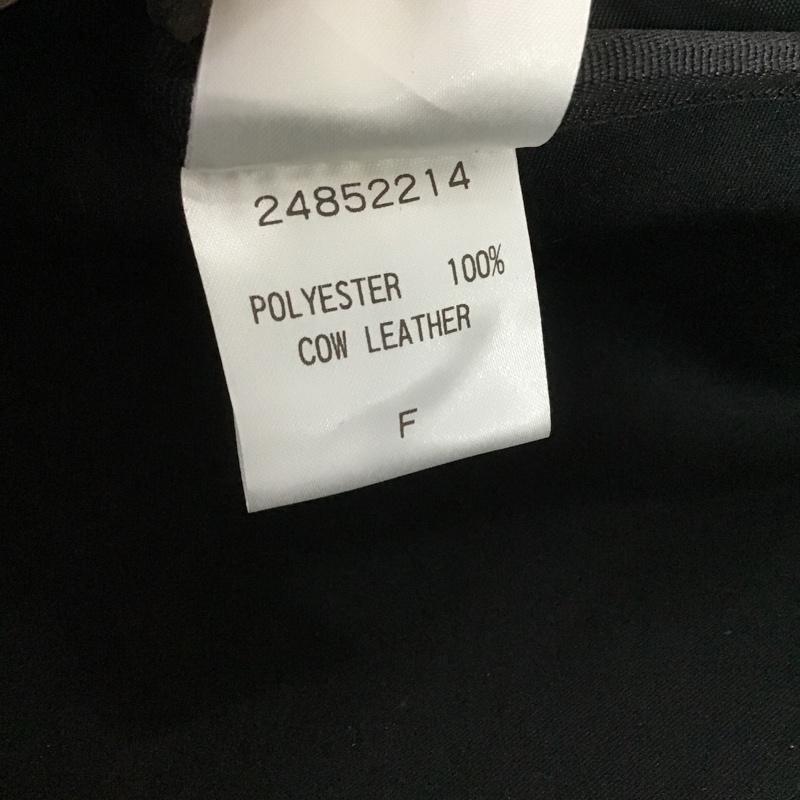 24852214
POLYESTER 100%
COW LEATHER
F